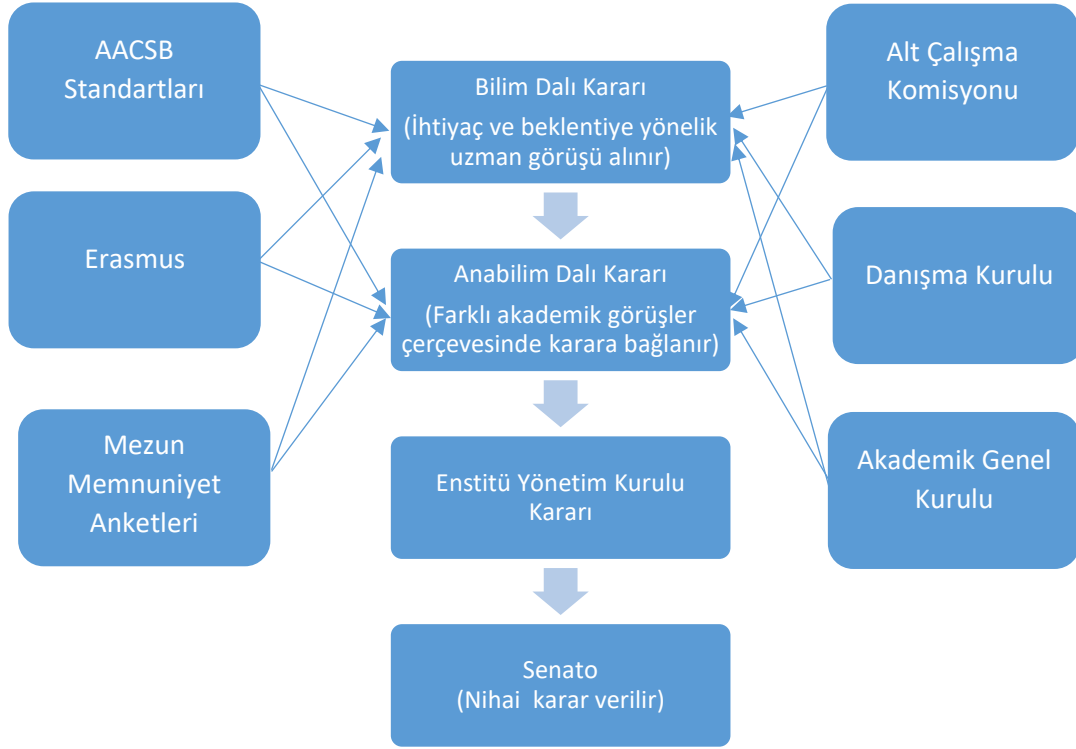 AACSB
Standartları
Erasmus
Mezun
Memnuniyet
Anketleri
Bilim Dalı Kararı
(İhtiyaç ve beklentiye yönelik
uzman görüşü alınır)
Anabilim Dalı Kararı
(Farklı akademik görüşler
çerçevesinde karara bağlanır)
Enstitü Yönetim Kurulu
Kararı
Senato
(Nihai karar verilir)
Alt Çalışma
Komisyonu
Danışma Kurulu
Akademik Genel
Kurulu